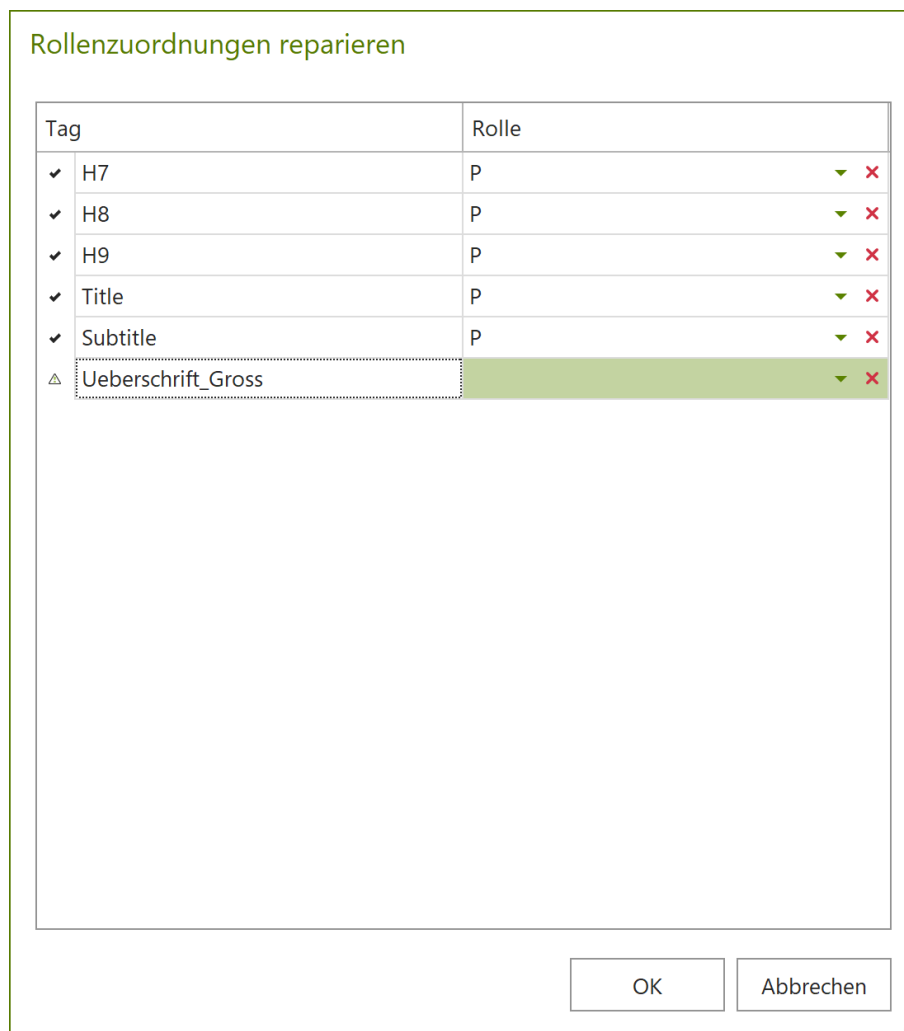 Rollenzuordnungen reparieren
Tag Rolle
H7 P
H8 P
H9 P
Title P
Subtitle P
Ueberschrift_Gross
OK Abbrechen